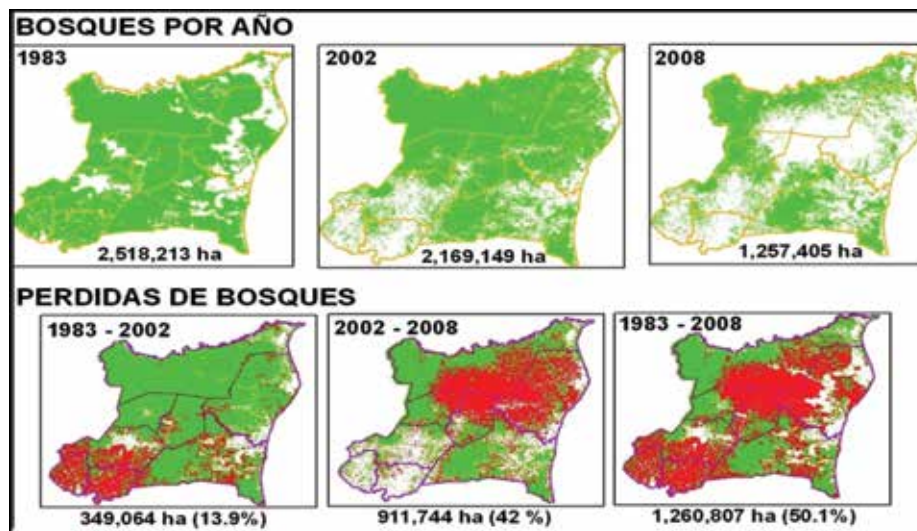 BOSQUES POR AÑO
1983
2002
2008
2,518,213 ha
2,169,149 ha
1,257,405 ha
PERDIDAS DE BOSQUES
1983 - 2002
2002 - 2008
1983 - 2008
349,064 ha (13.9%)
911,744 ha (42 %)
1,260,807 ha (50.1%)